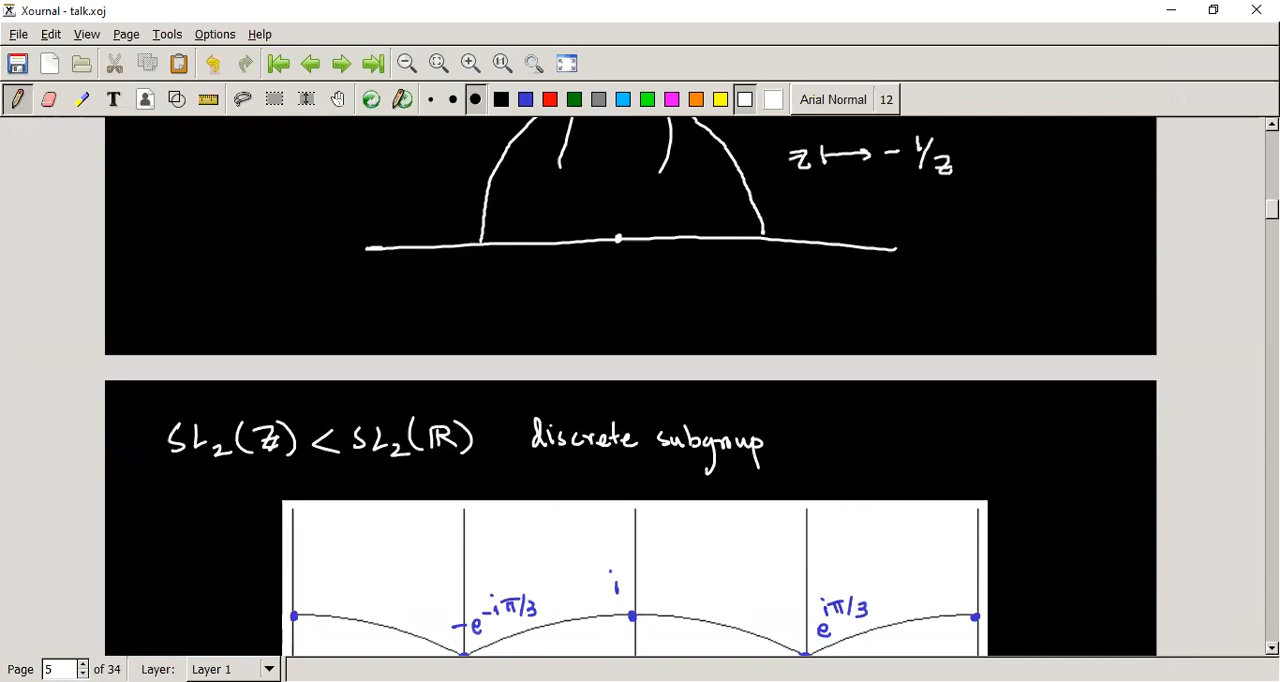 Xournal - talk.xoj
File Edit View Page Tools Options Help
Arial Normal 12
z ↦ - 1/z
SL₂(ℤ) < SL₂(ℝ) discrete subgroup
i
-e^{-iπ/3}
e^{iπ/3}
Page 5 of 34 Layer: Layer 1